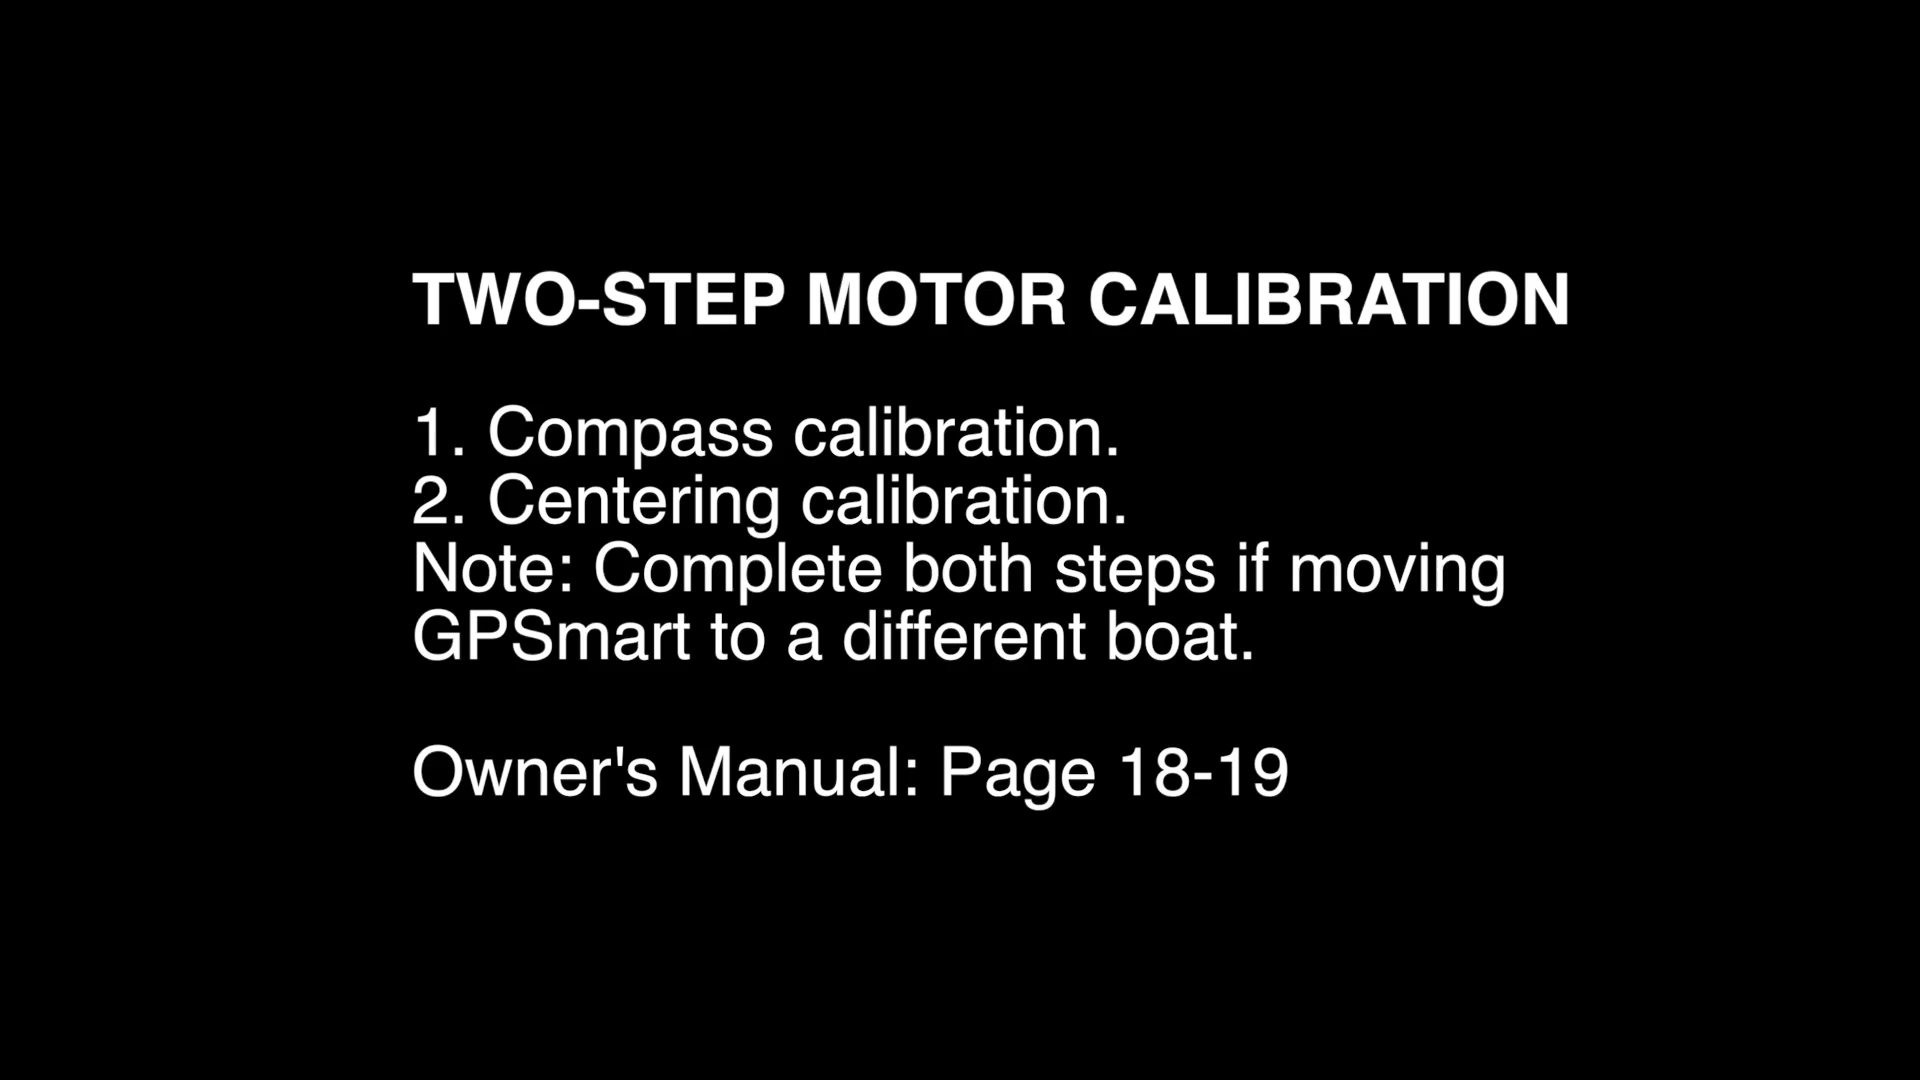 TWO-STEP MOTOR CALIBRATION
1. Compass calibration.
2. Centering calibration.
Note: Complete both steps if moving
GPSmart to a different boat.
Owner's Manual: Page 18-19